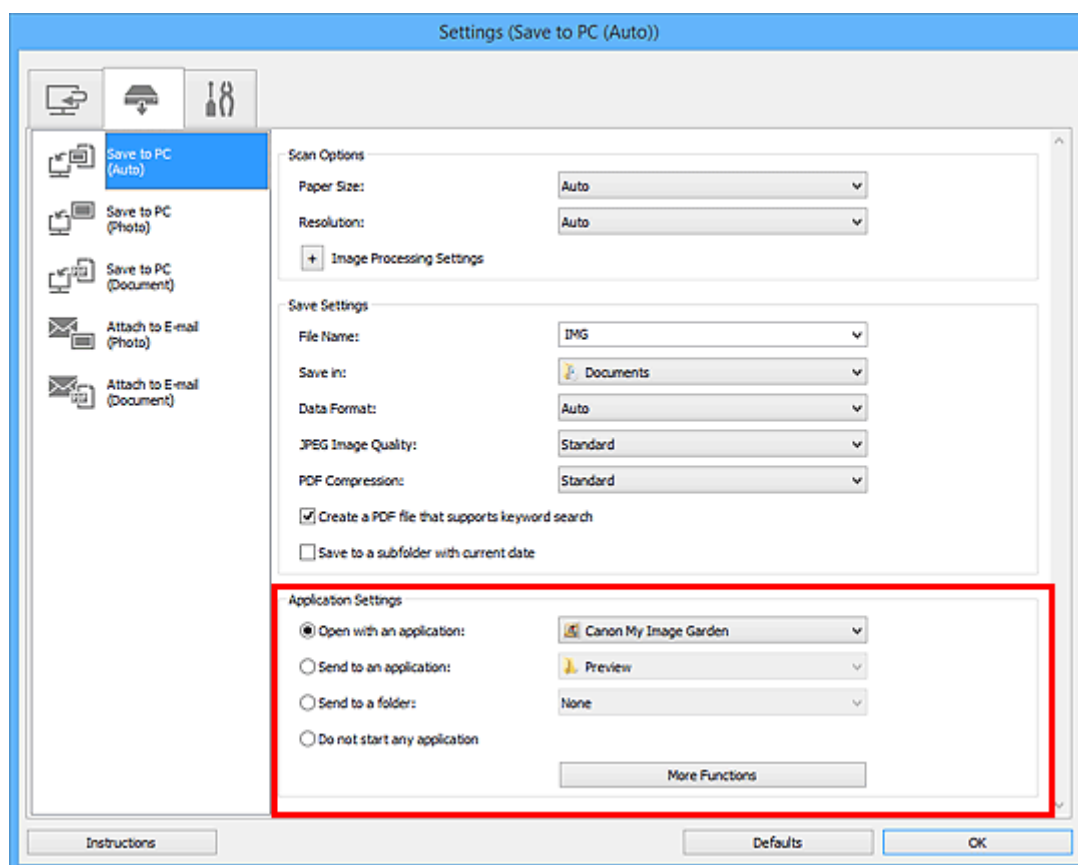 Settings (Save to PC (Auto))
Save to PC
(Auto)
Save to PC
(Photo)
Save to PC
(Document)
Attach to E-mail
(Photo)
Attach to E-mail
(Document)
Scan Options
Paper Size: Auto
Resolution: Auto
+ Image Processing Settings
Save Settings
File Name: IMG
Save in: Documents
Data Format: Auto
JPEG Image Quality: Standard
PDF Compression: Standard
Create a PDF file that supports keyword search
Save to a subfolder with current date
Application Settings
Open with an application: Canon My Image Garden
Send to an application: Preview
Send to a folder: None
Do not start any application
More Functions
Instructions Defaults OK